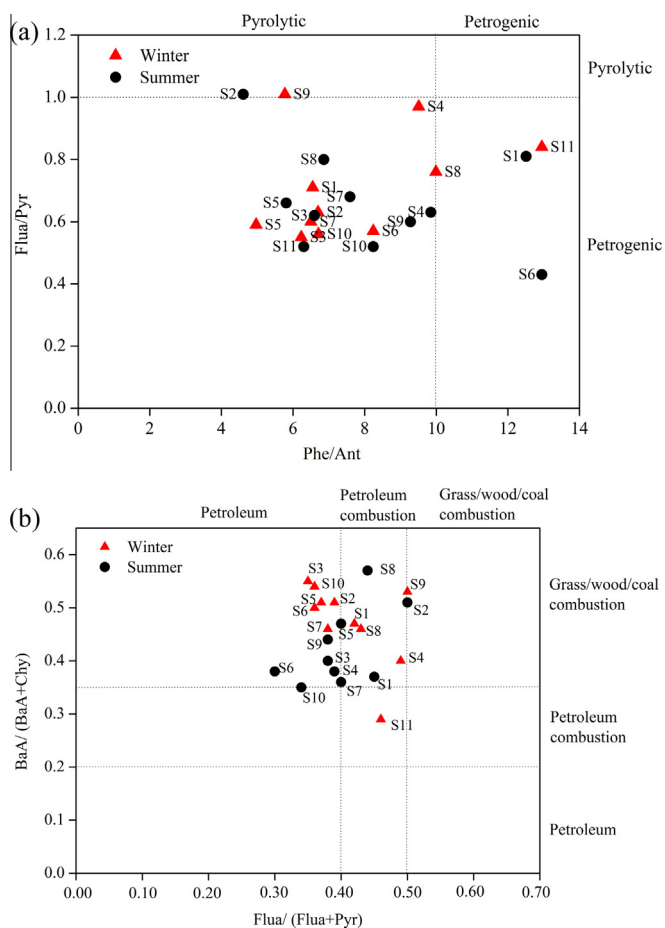 (a)
Pyrolytic
Petrogenic
1.2
Winter
Summer
Pyrolytic
1.0
S2
S9
S4
0.8
S8
S1
S11
S8
Flua/Pyr
S1
S7
S5
S2
S3
S4
0.6
S5
S7
S9
S10
S6
S3
S11
S10
Petrogenic
0.4
S6
0.2
0.0
0 2 4 6 8 10 12 14
Phe/Ant
(b)
Petroleum
Petroleum combustion
Grass/wood/coal combustion
Winter
Summer
0.6
S3
S10
S8
S9
S5
S2
S2
S6
S1
0.5
S7
S5
S8
S9
Grass/wood/coal
combustion
0.4
S3
S4
S6
S4
S1
S10
S7
0.3
S11
Petroleum
combustion
BaA/ (BaA+Chy)
0.2
0.1
Petroleum
0.0
0.00 0.10 0.20 0.30 0.40 0.50 0.60 0.70
Flua/ (Flua+Pyr)